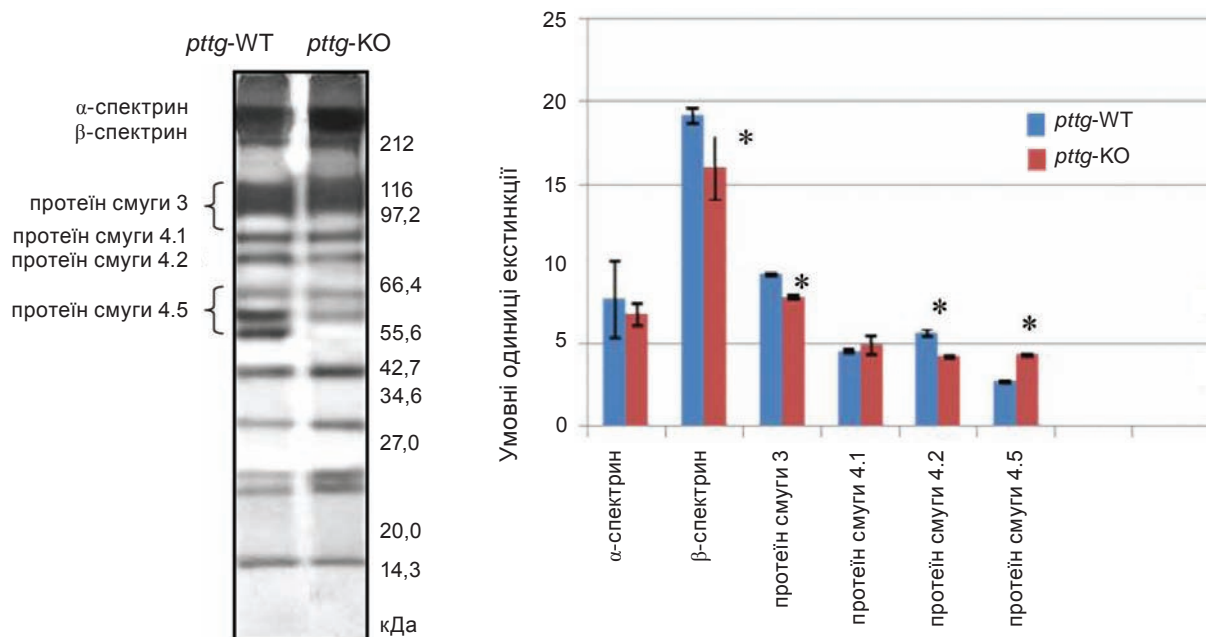 pttg-WT pttg-KO
α-спектрин
β-спектрин
протеїн смуги 3
протеїн смуги 4.1
протеїн смуги 4.2
протеїн смуги 4.5
212
116
97,2
66,4
55,6
42,7
34,6
27,0
20,0
14,3
кДа
Умовні одиниці екстинкції
25
20
15
10
5
0
*
*
*
*
pttg-WT
pttg-KO
α-спектрин
β-спектрин
протеїн смуги 3
протеїн смуги 4.1
протеїн смуги 4.2
протеїн смуги 4.5